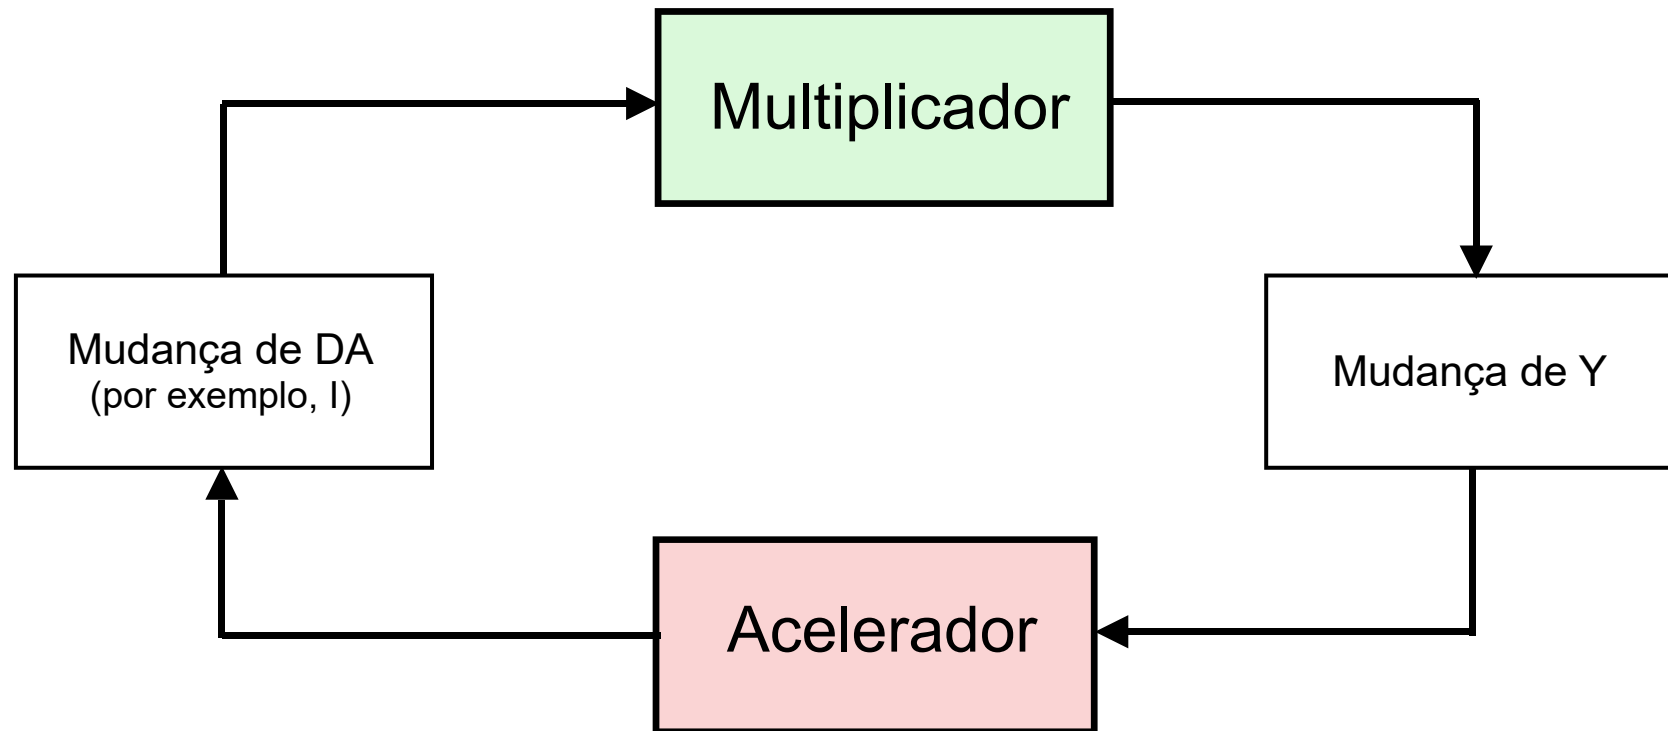 Multiplicador
Mudança de DA
(por exemplo, I)
Mudança de Y
Acelerador